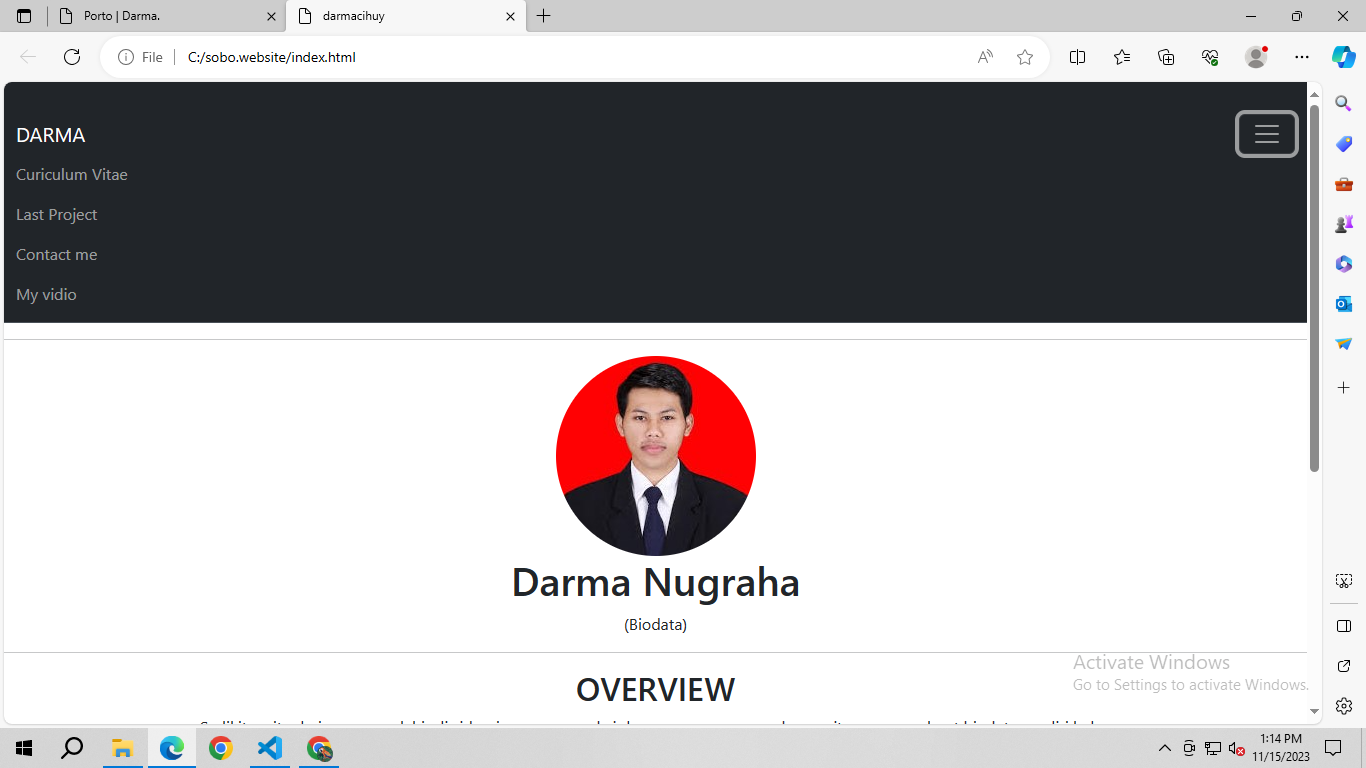 Porto | Darma.
darmacihuy
File
C:/sobo.website/index.html
DARMA
Curiculum Vitae
Last Project
Contact me
My vidio
Darma Nugraha
(Biodata)
OVERVIEW
Activate Windows
Go to Settings to activate Windows.
1:14 PM
11/15/2023